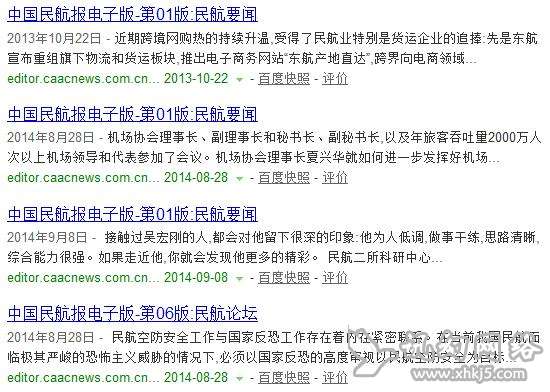 中国民航报电子版-第01版:民航要闻
2013年10月22日 - 近期跨境网购热的持续升温,受得了民航业特别是货运企业的追捧:先是东航
宣布重组旗下物流和货运板块,推出电子商务网站“东航产地直达”,跨界向电商领域...
editor.caacnews.com.cn... 2013-10-22 - 百度快照 - 评价
中国民航报电子版-第01版:民航要闻
2014年8月28日 - 机场协会理事长、副理事长和秘书长、副秘书长,以及年旅客吞吐量2000万人
次以上机场领导和代表参加了会议。机场协会理事长夏兴华就如何进一步发挥好机场...
editor.caacnews.com.cn... 2014-08-28 - 百度快照 - 评价
中国民航报电子版-第01版:民航要闻
2014年9月8日 - 接触过吴宏刚的人,都会对他留下很深的印象:他为人低调,做事干练,思路清晰,
综合能力很强。如果走近他,你就会发现他更多的精彩。 民航二所科研中心...
editor.caacnews.com.cn... 2014-09-08 - 百度快照 - 评价
中国民航报电子版-第06版:民航论坛
2014年8月28日 - 民航空防安全工作与国家反恐工作存在着内在紧密联系。在当前我国民航面
临极其严峻的恐怖主义威胁的情况下,必须以国家反恐的高度审视以民航空防安全为目标...
editor.caacnews.com.cn... 2014-08-28 - 百度快照 - 评价
www.xhkj5.com